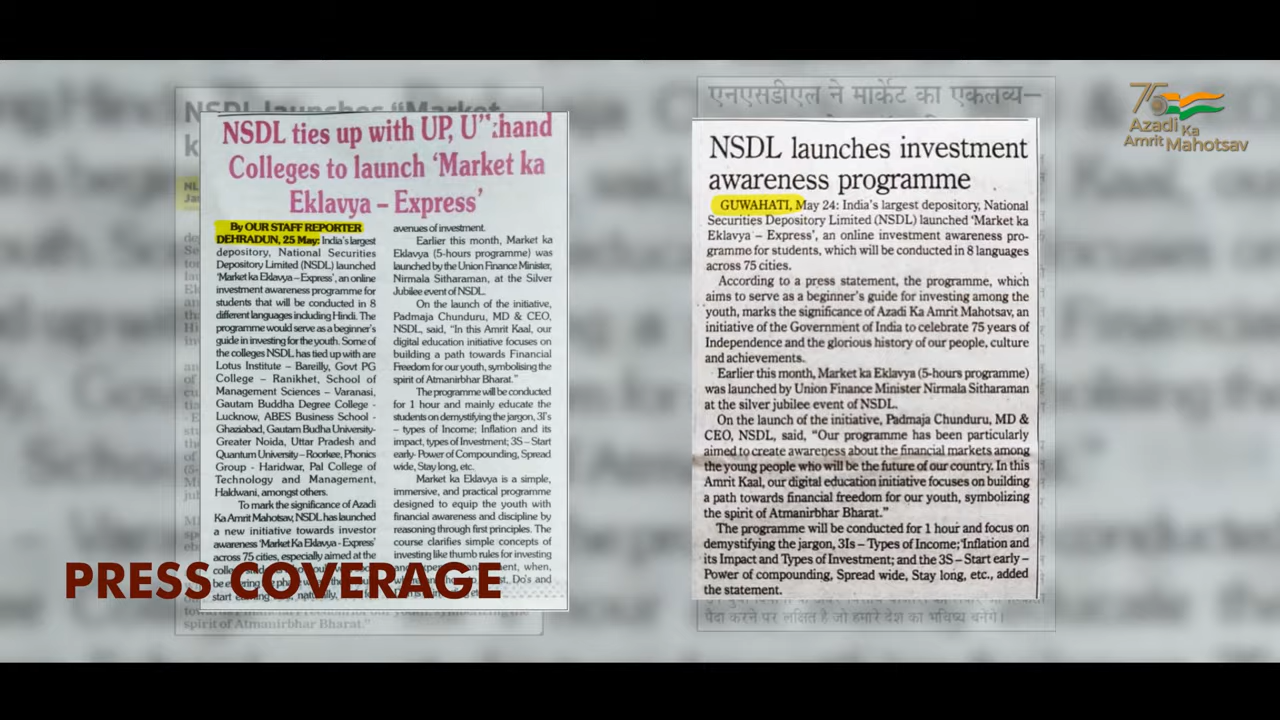 NSDL launches "Market
NSDL ties up with UP, U'khand
Colleges to launch 'Market ka
Eklavya – Express'
By OUR STAFF REPORTER
DEHRADUN, 25 May: India's largest
depository, National Securities
Depository Limited (NSDL) launched
'Market ka Eklavya – Express', an online
investment awareness programme for
students that will be conducted in 8
different languages including Hindi. The
programme would serve as a beginner's
guide in investing for the youth. Some of
the colleges NSDL has tied up with are
Lotus Institute – Bareilly, Govt PG
College – Ranikhet, School of
Management Sciences – Varanasi,
Gautam Buddha Degree College -
Lucknow, ABES Business School -
Ghaziabad, Gautam Budha University-
Greater Noida, Uttar Pradesh and
Quantum University – Roorkee, Phonics
Group - Haridwar, Pal College of
Technology and Management,
Haldwani, amongst others.
To mark the significance of Azadi
Ka Amrit Mahotsav, NSDL has launched
a new initiative towards investor
awareness 'Market Ka Eklavya - Express'
across 75 cities, especially aimed at the
avenues of investment.
Earlier this month, Market ka
Eklavya (5-hours programme) was
launched by the Union Finance Minister,
Nirmala Sitharaman, at the Silver
Jubilee event of NSDL.
On the launch of the initiative,
Padmaja Chunduru, MD & CEO,
NSDL, said, "In this Amrit Kaal, our
digital education initiative focuses on
building a path towards Financial
Freedom for our youth, symbolising the
spirit of Atmanirbhar Bharat."
The programme will be conducted
for 1 hour and mainly educate the
students on demystifying the jargon, 3I's
– types of Income; Inflation and its
impact, types of Investment; 3S – Start
early- Power of Compounding, Spread
wide, Stay long, etc.
Market ka Eklavya is a simple,
immersive, and practical programme
designed to equip the youth with
financial awareness and discipline by
reasoning through first principles. The
course clarifies simple concepts of
investing like thumb rules for investing
Do's and
spirit of Atmanirbhar Bharat."
PRESS COVERAGE
एनएसडीएल ने मार्केट का एकलव्य–
NSDL launches investment
awareness programme
GUWAHATI, May 24: India's largest depository, National
Securities Depository Limited (NSDL) launched 'Market ka
Eklavya – Express', an online investment awareness pro-
gramme for students, which will be conducted in 8 languages
across 75 cities.
According to a press statement, the programme, which
aims to serve as a beginner's guide for investing among the
youth, marks the significance of Azadi Ka Amrit Mahotsav, an
initiative of the Government of India to celebrate 75 years of
Independence and the glorious history of our people, culture
and achievements.
Earlier this month, Market ka Eklavya (5-hours programme)
was launched by Union Finance Minister Nirmala Sitharaman
at the silver jubilee event of NSDL.
On the launch of the initiative, Padmaja Chunduru, MD &
CEO, NSDL, said, "Our programme has been particularly
aimed to create awareness about the financial markets among
the young people who will be the future of our country. In this
Amrit Kaal, our digital education initiative focuses on building
a path towards financial freedom for our youth, symbolizing
the spirit of Atmanirbhar Bharat."
The programme will be conducted for 1 hour and focus on
demystifying the jargon, 3Is – Types of Income; Inflation and
its Impact and Types of Investment; and the 3S – Start early –
Power of compounding, Spread wide, Stay long, etc., added
the statement.
पैदा करने पर लक्षित है जो हमारे देश का भविष्य बनेंगे।
75
Azadi
Ka
Amrit Mahotsav